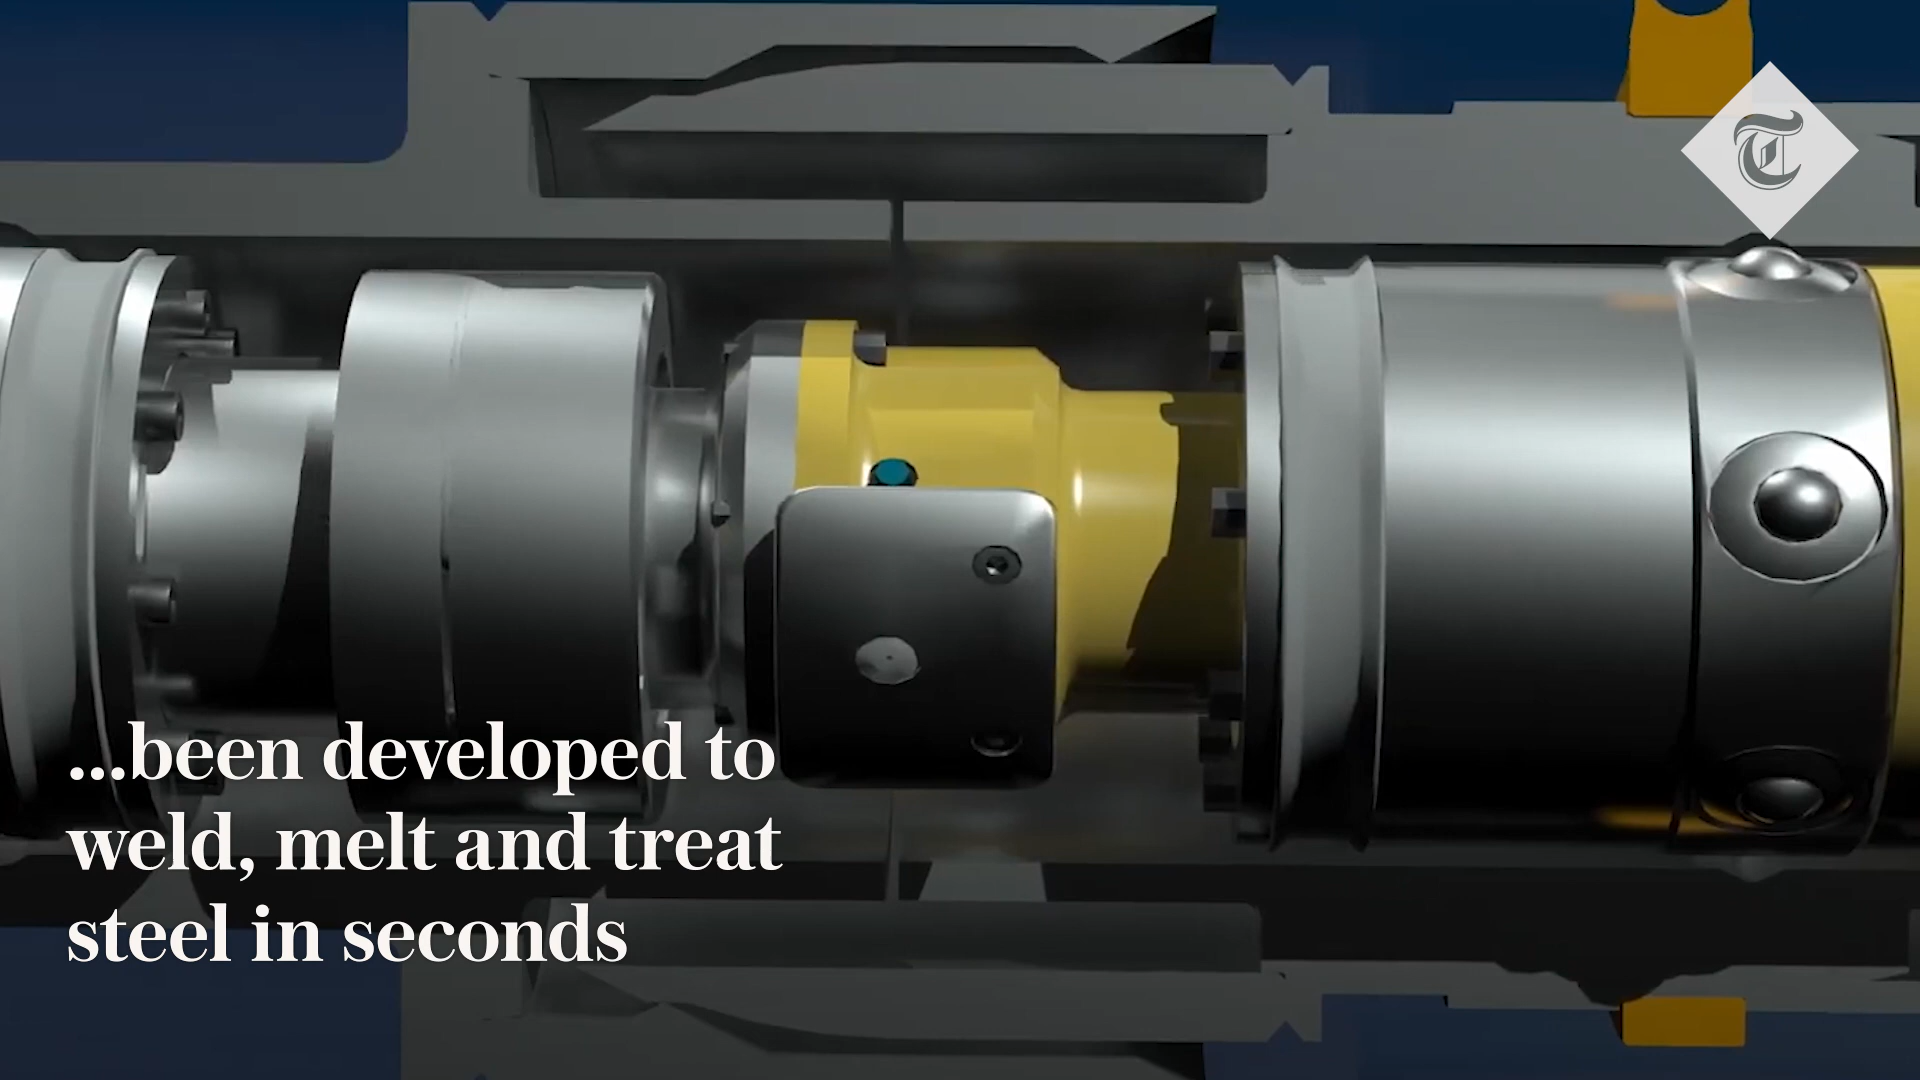 T
...been developed to
weld, melt and treat
steel in seconds